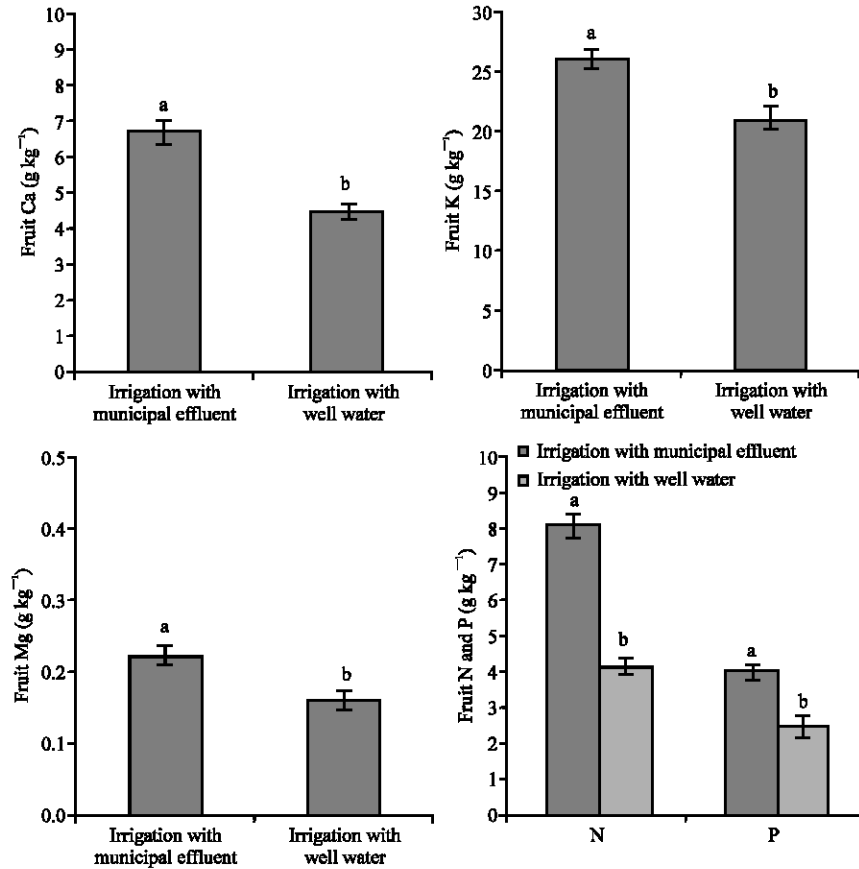 10
9
8
7
6
5
4
3
2
1
0
Fruit Ca (g kg⁻¹)
a
b
Irrigation with
municipal effluent
Irrigation with
well water
30
25
20
15
10
5
0
Fruit K (g kg⁻¹)
a
b
Irrigation with
municipal effluent
Irrigation with
well water
0.5
0.4
0.3
0.2
0.1
0.0
Fruit Mg (g kg⁻¹)
a
b
Irrigation with
municipal effluent
Irrigation with
well water
Irrigation with municipal effluent
Irrigation with well water
10
9
8
7
6
5
4
3
2
1
0
Fruit N and P (g kg⁻¹)
a
b
a
b
N
P